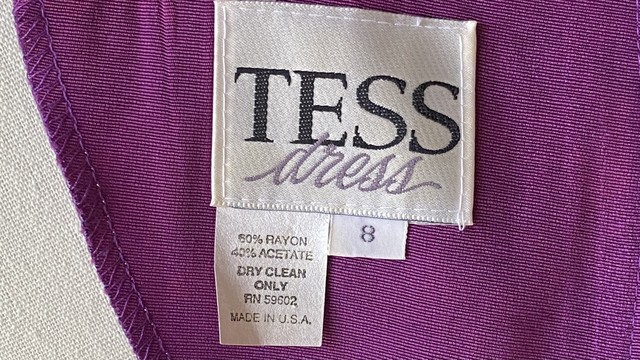 TESS
dress
8
60% RAYON
40% ACETATE
DRY CLEAN
ONLY
RN 59602
MADE IN U.S.A.